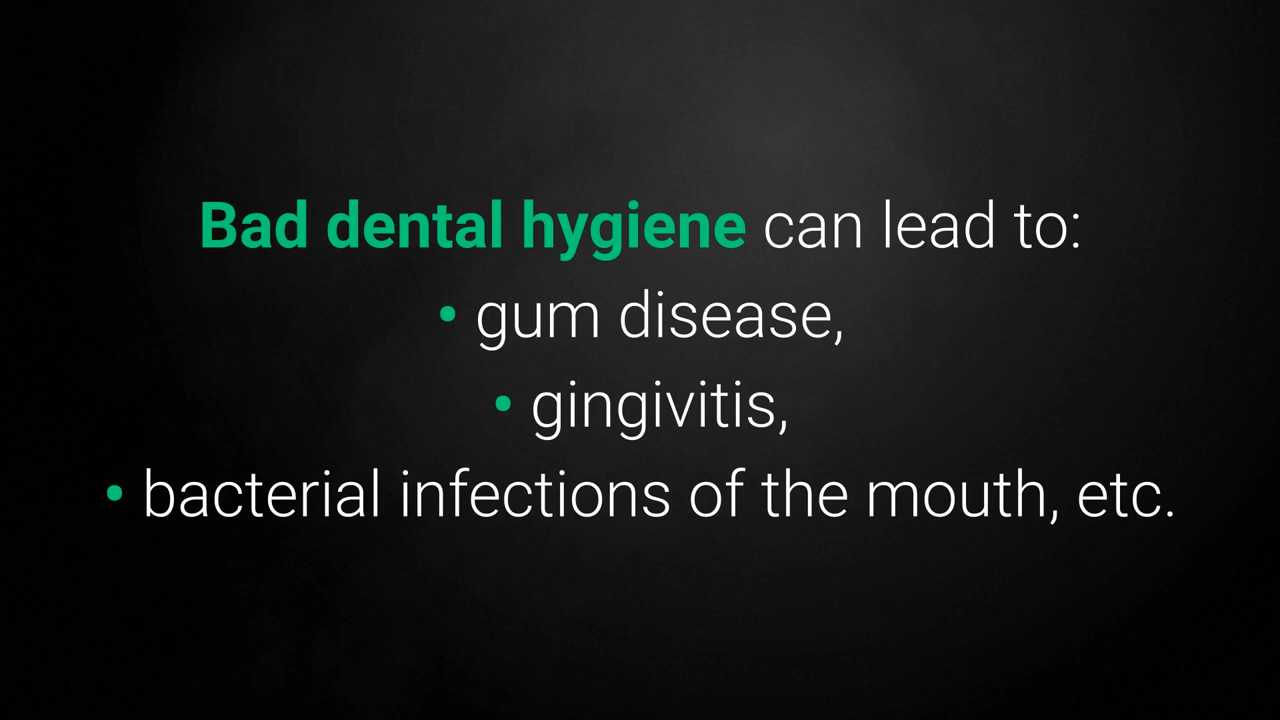 Bad dental hygiene can lead to:
• gum disease,
• gingivitis,
• bacterial infections of the mouth, etc.